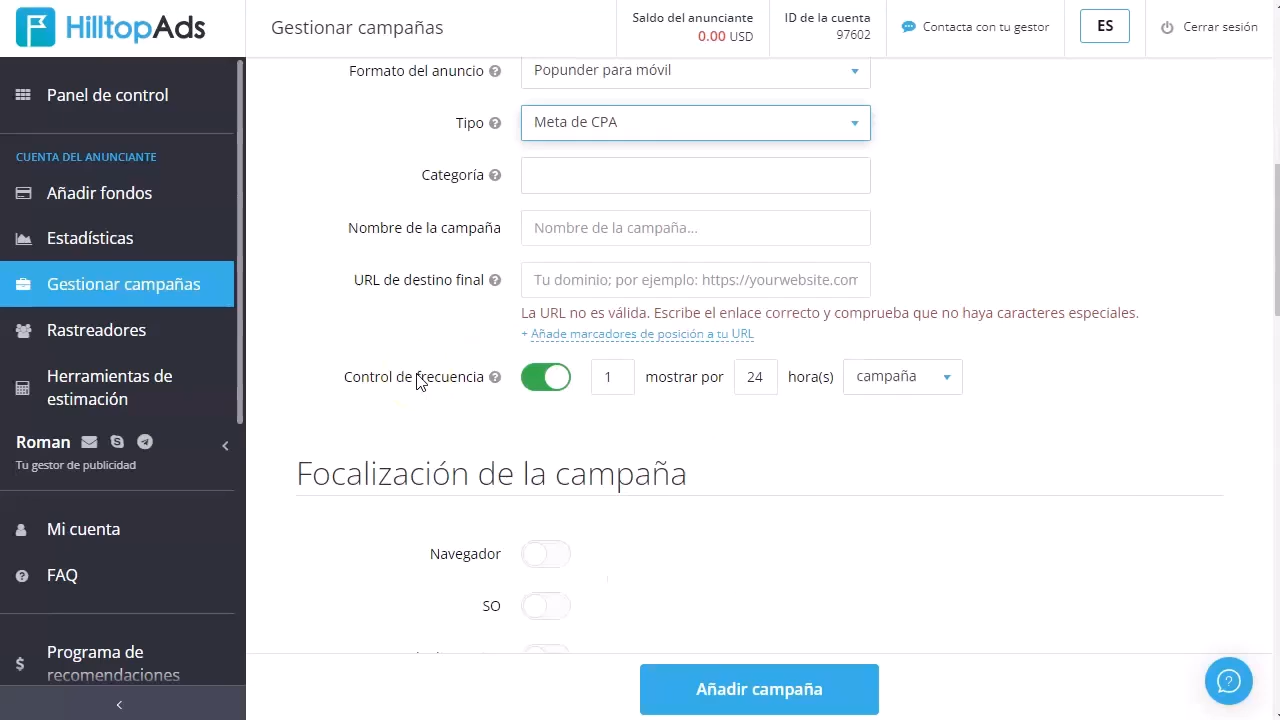 HilltopAds
Gestionar campañas
Saldo del anunciante
0.00 USD
ID de la cuenta
97602
Contacta con tu gestor
ES
Cerrar sesión
Panel de control
CUENTA DEL ANUNCIANTE
Añadir fondos
Estadísticas
Gestionar campañas
Rastreadores
Herramientas de
estimación
Roman
Tu gestor de publicidad
Mi cuenta
FAQ
Programa de
recomendaciones
Formato del anuncio
Popunder para móvil
Tipo
Meta de CPA
Categoría
Nombre de la campaña
Nombre de la campaña...
URL de destino final
Tu dominio; por ejemplo: https://yourwebsite.com
La URL no es válida. Escribe el enlace correcto y comprueba que no haya caracteres especiales.
+ Añade marcadores de posición a tu URL
Control de frecuencia
1 mostrar por 24 hora(s) campaña
Focalización de la campaña
Navegador
SO
Añadir campaña